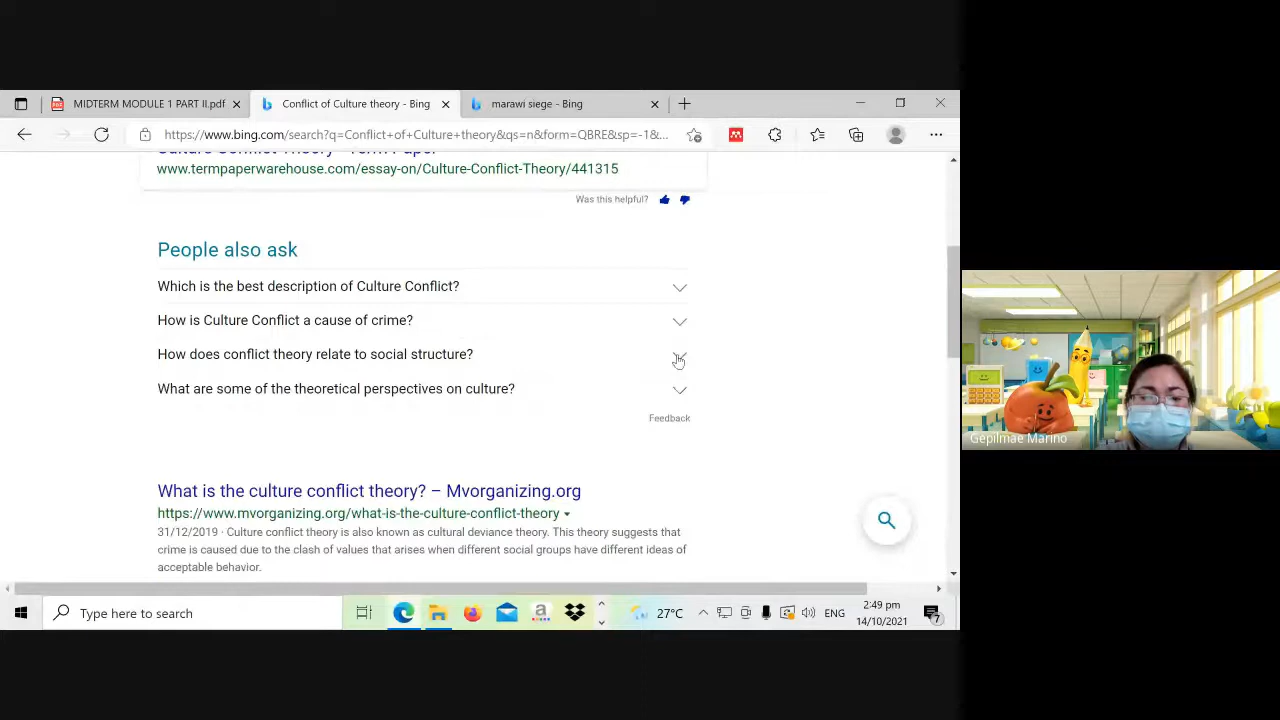 MIDTERM MODULE 1 PART II.pdf
Conflict of Culture theory - Bing
marawi siege - Bing
https://www.bing.com/search?q=Conflict+of+Culture+theory&qs=n&form=QBRE&sp=-1&...
Culture Conflict Theory - Term Paper
www.termpaperwarehouse.com/essay-on/Culture-Conflict-Theory/441315
Was this helpful?
People also ask
Which is the best description of Culture Conflict?
How is Culture Conflict a cause of crime?
How does conflict theory relate to social structure?
What are some of the theoretical perspectives on culture?
Feedback
What is the culture conflict theory? – Mvorganizing.org
https://www.mvorganizing.org/what-is-the-culture-conflict-theory
31/12/2019 · Culture conflict theory is also known as cultural deviance theory. This theory suggests that
crime is caused due to the clash of values that arises when different social groups have different ideas of
acceptable behavior.
Type here to search
27°C
ENG
2:49 pm
14/10/2021
7
Gepilmae Marino